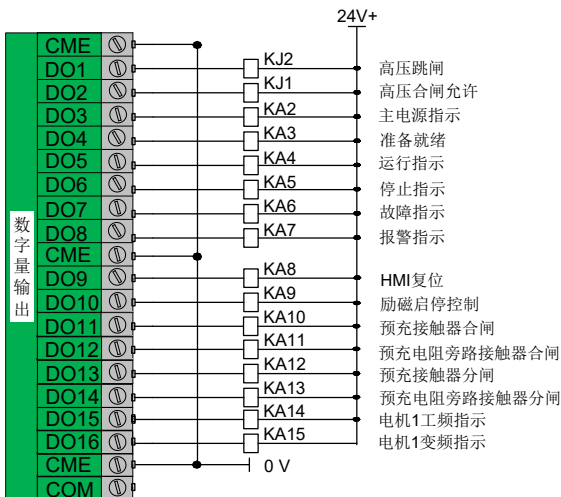 24V+
CME
DO1 KJ2 高压跳闸
DO2 KJ1 高压合闸允许
DO3 KA2 主电源指示
DO4 KA3 准备就绪
DO5 KA4 运行指示
DO6 KA5 停止指示
DO7 KA6 故障指示
DO8 KA7 报警指示
数字量输出
CME
DO9 KA8 HMI复位
DO10 KA9 励磁启停控制
DO11 KA10 预充接触器合闸
DO12 KA11 预充电阻旁路接触器合闸
DO13 KA12 预充接触器分闸
DO14 KA13 预充电阻旁路接触器分闸
DO15 KA14 电机1工频指示
DO16 KA15 电机1变频指示
CME 0 V
COM